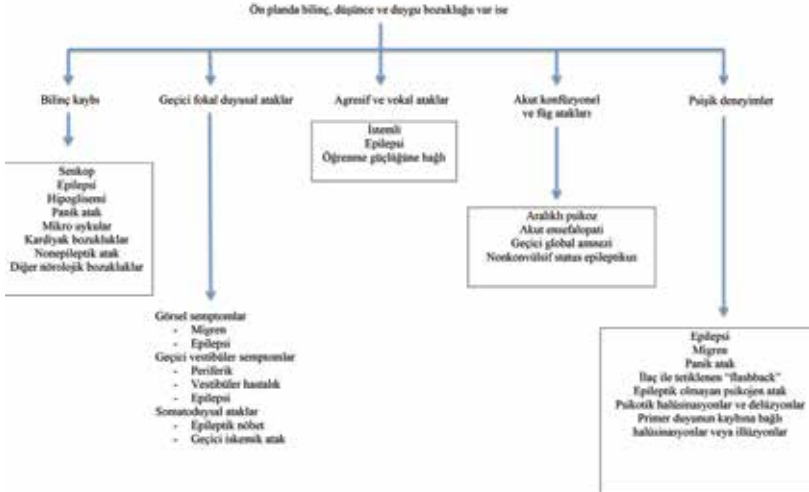 Ön planda bilinç, düşünce ve duygu bozukluğu var ise
Bilinç kaybı
Geçici fokal duyusal ataklar
Agresif ve vokal ataklar
Akut konfüzyonel
ve füg atakları
Psişik deneyimler
Senkop
Epilepsi
Hipoglisemi
Panik atak
Mikro uykular
Kardiyak bozukluklar
Nonepileptik atak
Diğer nörolojik bozukluklar
Görsel semptomlar
- Migren
- Epilepsi
Geçici vestibüler semptomlar
- Periferik
- Vestibüler hastalık
- Epilepsi
Somatoduysal ataklar
- Epileptik nöbet
- Geçici iskemik atak
İstemli
Epilepsi
Öğrenme güçlüğüne bağlı
Aralıklı psikoz
Akut ensefalopati
Geçici global amnezi
Nonkonvülsif status epileptikus
Epilepsi
Migren
Panik atak
İlaç ile tetiklenen "flashback"
Epileptik olmayan psikojen atak
Psikotik halüsinasyonlar ve delüzyonlar
Primer duyunun kaybına bağlı
halüsinasyonlar veya illüzyonlar